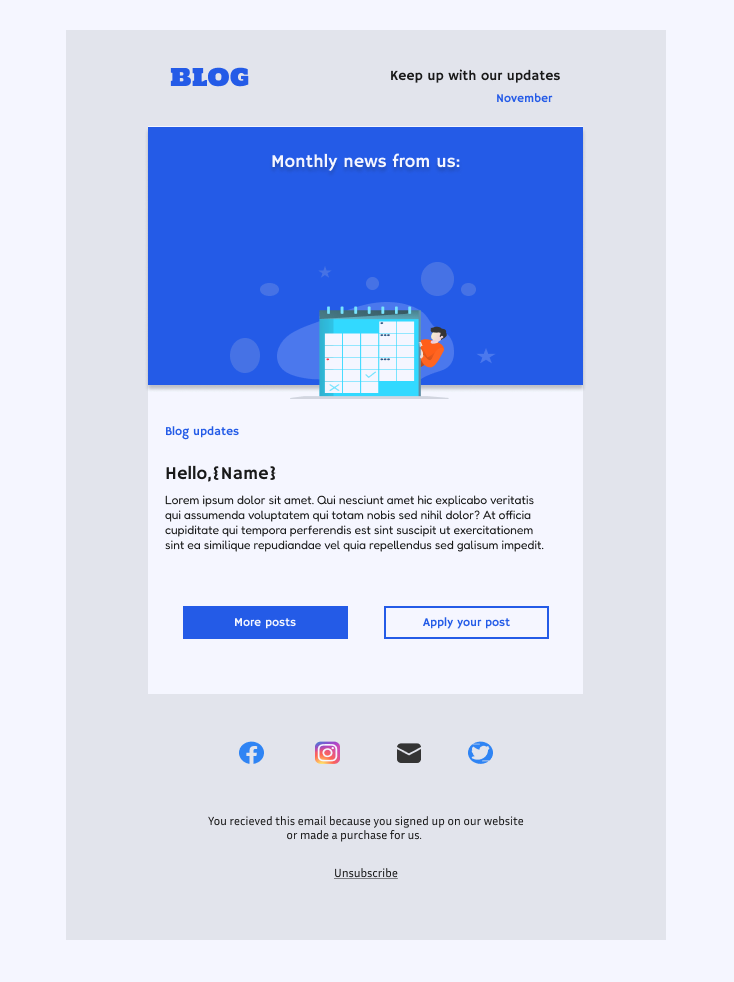 BLOG
Keep up with our updates
November
Monthly news from us:
Blog updates
Hello,{Name}
Lorem ipsum dolor sit amet. Qui nesciunt amet hic explicabo veritatis
qui assumenda voluptatem qui totam nobis sed nihil dolor? At officia
cupiditate qui tempora perferendis est sint suscipit ut exercitationem
sint ea similique repudiandae vel quia repellendus sed galisum impedit.
More posts
Apply your post
You recieved this email because you signed up on our website
or made a purchase for us.
Unsubscribe